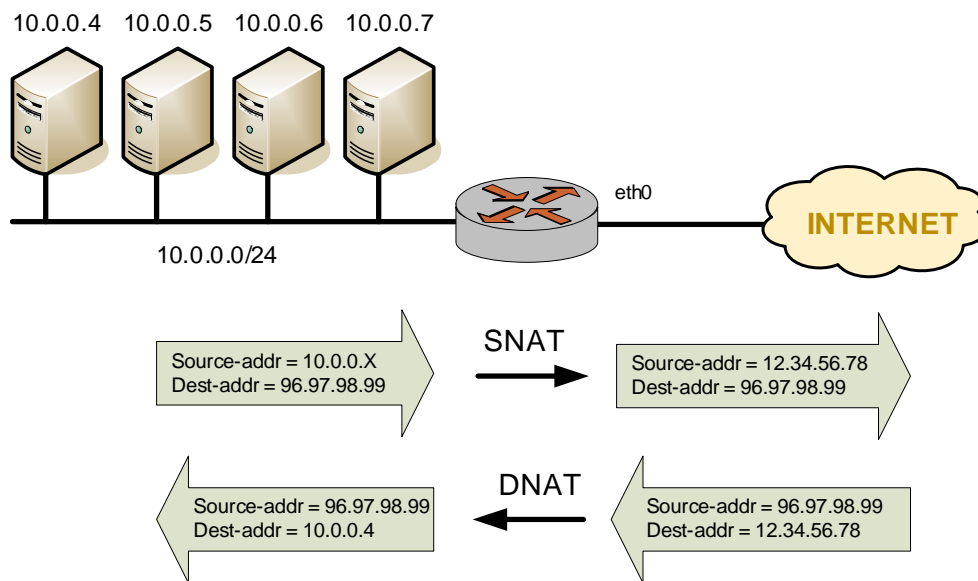 10.0.0.4
10.0.0.5
10.0.0.6
10.0.0.7
eth0
INTERNET
10.0.0.0/24
SNAT
Source-addr = 10.0.0.X
Dest-addr = 96.97.98.99
Source-addr = 12.34.56.78
Dest-addr = 96.97.98.99
DNAT
Source-addr = 96.97.98.99
Dest-addr = 10.0.0.4
Source-addr = 96.97.98.99
Dest-addr = 12.34.56.78